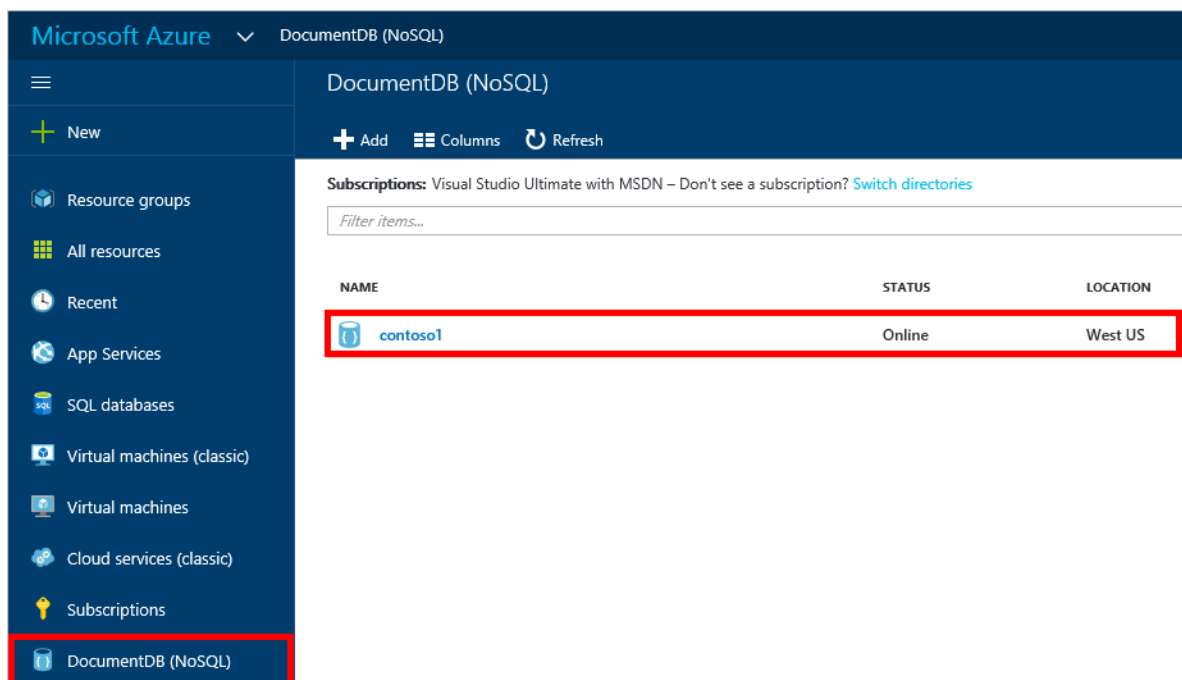 Microsoft Azure DocumentDB (NoSQL)
DocumentDB (NoSQL)
New
Add Columns Refresh
Subscriptions: Visual Studio Ultimate with MSDN – Don't see a subscription? Switch directories
Resource groups
Filter items...
All resources
NAME STATUS LOCATION
Recent
contoso1 Online West US
App Services
SQL databases
Virtual machines (classic)
Virtual machines
Cloud services (classic)
Subscriptions
DocumentDB (NoSQL)